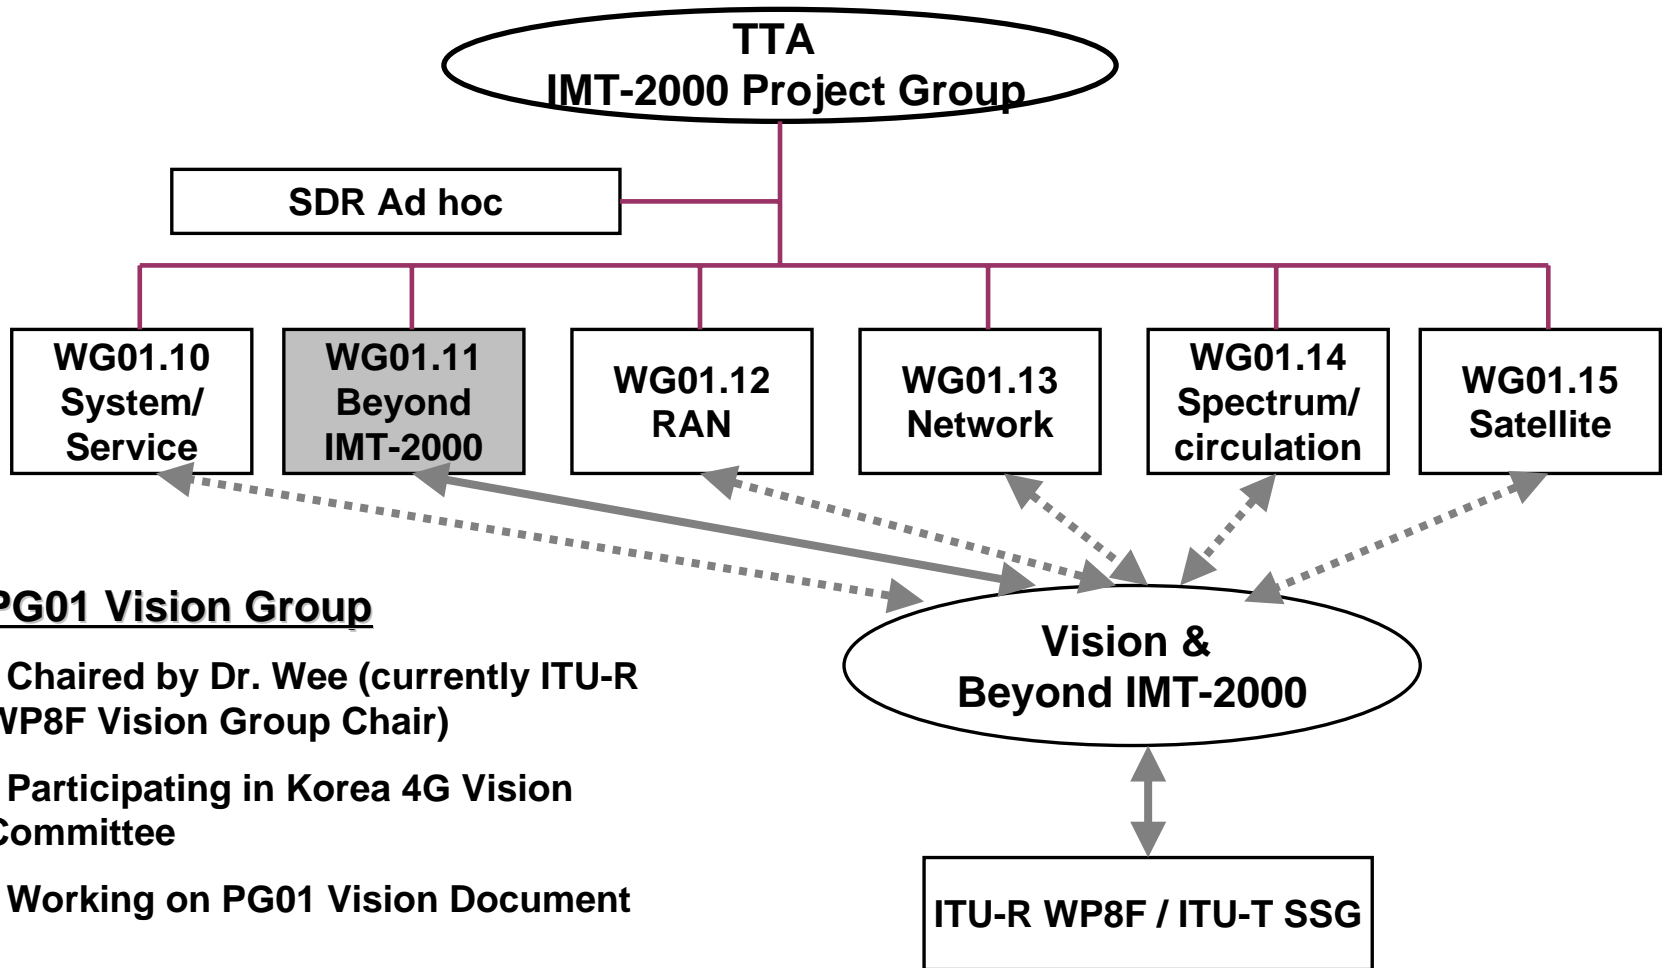 TTA
IMT-2000 Project Group
SDR Ad hoc
WG01.10
System/
Service
WG01.11
Beyond
IMT-2000
WG01.12
RAN
WG01.13
Network
WG01.14
Spectrum/
circulation
WG01.15
Satellite
PG01 Vision Group
Chaired by Dr. Wee (currently ITU-R
WP8F Vision Group Chair)
Participating in Korea 4G Vision
Committee
Working on PG01 Vision Document
Vision &
Beyond IMT-2000
ITU-R WP8F / ITU-T SSG